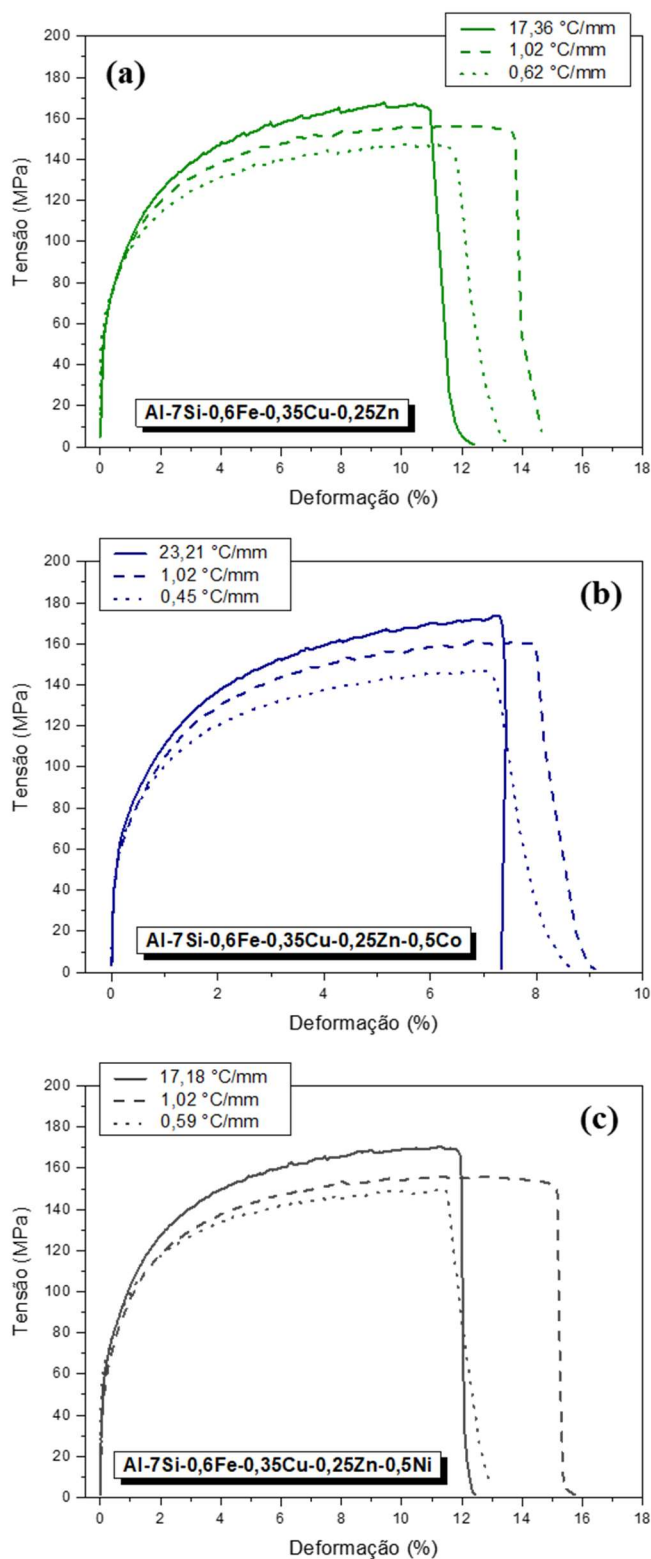 17,36 °C/mm
1,02 °C/mm
0,62 °C/mm
(a)
200
180
160
140
120
100
80
60
40
20
0
Tensão (MPa)
Al-7Si-0,6Fe-0,35Cu-0,25Zn
0 2 4 6 8 10 12 14 16 18
Deformação (%)
23,21 °C/mm
1,02 °C/mm
0,45 °C/mm
(b)
200
180
160
140
120
100
80
60
40
20
0
Tensão (MPa)
Al-7Si-0,6Fe-0,35Cu-0,25Zn-0,5Co
0 2 4 6 8 10
Deformação (%)
17,18 °C/mm
1,02 °C/mm
0,59 °C/mm
(c)
200
180
160
140
120
100
80
60
40
20
0
Tensão (MPa)
Al-7Si-0,6Fe-0,35Cu-0,25Zn-0,5Ni
0 2 4 6 8 10 12 14 16 18
Deformação (%)